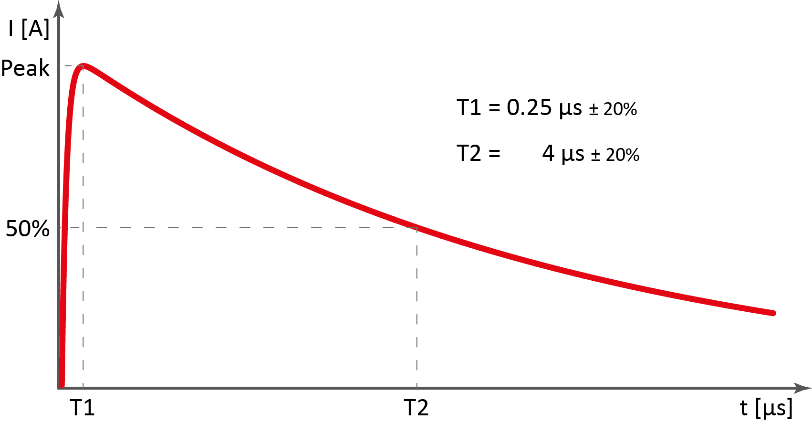 I [A]
Peak
T1 = 0.25 µs ± 20%
T2 = 4 µs ± 20%
50%
T1 T2 t [µs]